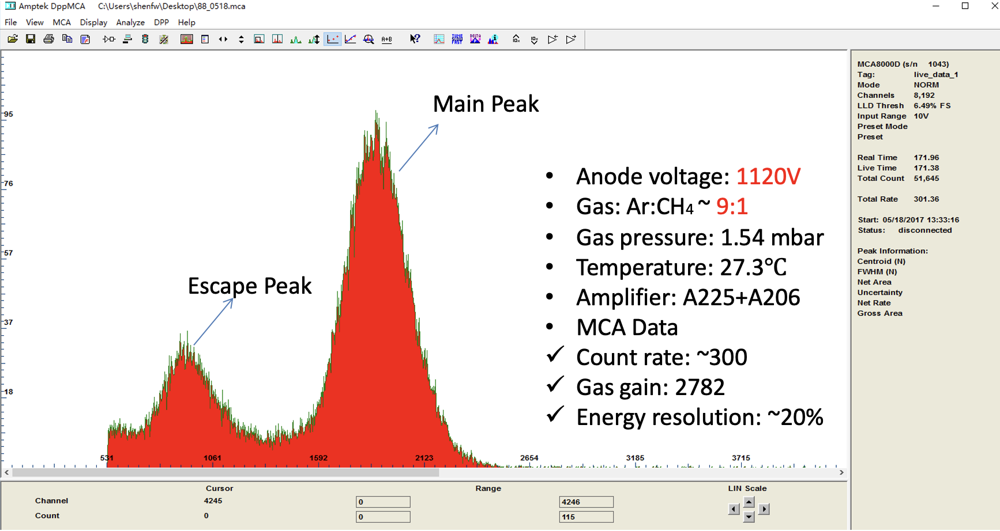 Amptek DppMCA C:\Users\shenfw\Desktop\88_0518.mca
File View MCA Display Analyze DPP Help
A+B
TUNE SLOW FAST
DELTA
10x
10x
MCA8000D (s/n 1043)
Tag: live_data_1
Mode NORM
Channels 8,192
LLD Thresh 6.49% FS
Input Range 10V
Preset Mode
Preset
Real Time 171.96
Live Time 171.38
Total Count 51,645
Total Rate 301.36
Start: 05/18/2017 13:33:16
Status: disconnected
Peak Information:
Centroid (N)
FWHM (N)
Net Area
Uncertainty
Net Rate
Gross Area
95
76
57
37
18
Main Peak
Escape Peak
• Anode voltage: 1120V
• Gas: Ar:CH₄ ~ 9:1
• Gas pressure: 1.54 mbar
• Temperature: 27.3℃
• Amplifier: A225+A206
• MCA Data
✓ Count rate: ~300
✓ Gas gain: 2782
✓ Energy resolution: ~20%
531 1061 1592 2123 2654 3185 3715
Cursor Range LIN Scale
Channel 4245 0 4246
Count 0 0 115